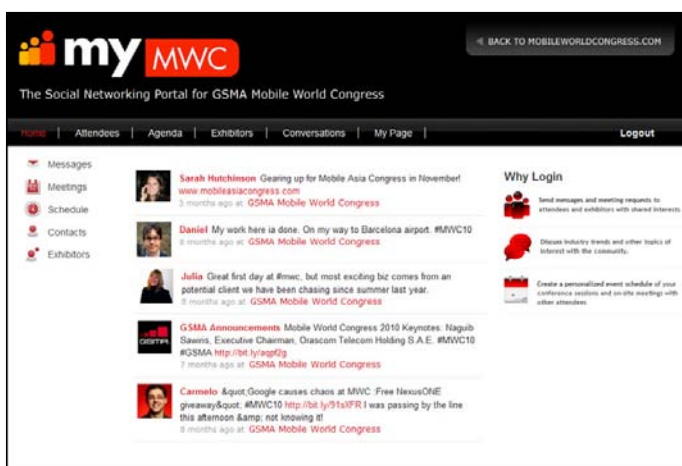 my MWC
BACK TO MOBILEWORLDCONGRESS.COM
The Social Networking Portal for GSMA Mobile World Congress
Home | Attendees | Agenda | Exhibitors | Conversations | My Page |
Logout
Messages
Meetings
Schedule
Contacts
Exhibitors
Sarah Hutchinson Gearing up for Mobile Asia Congress in November!
www.mobileasiacongress.com
3 months ago at GSMA Mobile World Congress
Daniel My work here ia done. On my way to Barcelona airport. #MWC10
8 months ago at GSMA Mobile World Congress
Julia Great first day at #mwc, but most exciting biz comes from an
potential client we have been chasing since summer last year.
8 months ago at GSMA Mobile World Congress
GSMA
GSMA Announcements Mobile World Congress 2010 Keynotes: Naguib
Sawiris, Executive Chairman, Orascom Telecom Holding S.A.E. #MWC10
#GSMA http://bit.ly/aqpf2g
7 months ago at GSMA Mobile World Congress
Carmelo &quot;Google causes chaos at MWC :Free NexusONE
giveaway&quot; #MWC10 http://bit.ly/91sXFR I was passing by the line
this afternoon &amp; not knowing it!
8 months ago at GSMA Mobile World Congress
Why Login
Send messages and meeting requests to
attendees and exhibitors with shared interests
Discuss industry trends and other topics of
interest with the community.
Create a personalized event schedule of your
conference sessions and on-site meetings with
other attendees